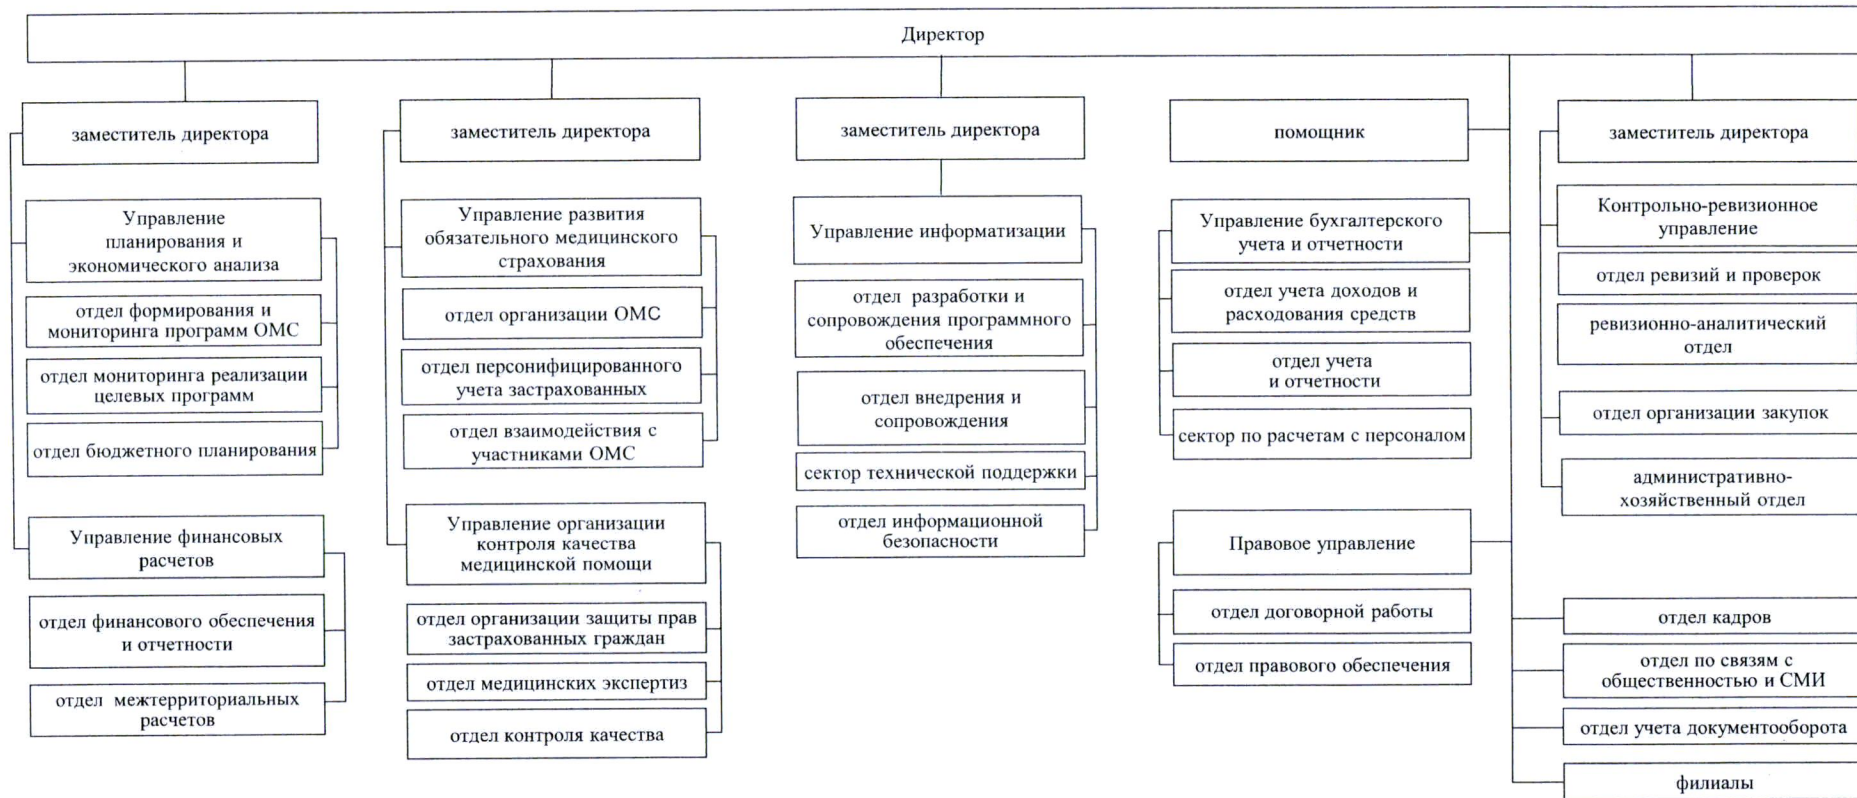 Директор
заместитель директора
Управление
планирования и
экономического анализа
отдел формирования и
мониторинга программ ОМС
отдел мониторинга реализации
целевых программ
отдел бюджетного планирования
Управление финансовых
расчетов
отдел финансового обеспечения
и отчетности
отдел межтерриториальных
расчетов
заместитель директора
Управление развития
обязательного медицинского
страхования
отдел организации ОМС
отдел персонифицированного
учета застрахованных
отдел взаимодействия с
участниками ОМС
Управление организации
контроля качества
медицинской помощи
отдел организации защиты прав
застрахованных граждан
отдел медицинских экспертиз
отдел контроля качества
заместитель директора
Управление информатизации
отдел разработки и
сопровождения программного
обеспечения
отдел внедрения и
сопровождения
сектор технической поддержки
отдел информационной
безопасности
помощник
Управление бухгалтерского
учета и отчетности
отдел учета доходов и
расходования средств
отдел учета
и отчетности
сектор по расчетам с персоналом
Правовое управление
отдел договорной работы
отдел правового обеспечения
заместитель директора
Контрольно-ревизионное
управление
отдел ревизий и проверок
ревизионно-аналитический
отдел
отдел организации закупок
административно-
хозяйственный отдел
отдел кадров
отдел по связям с
общественностью и СМИ
отдел учета документооборота
филиалы